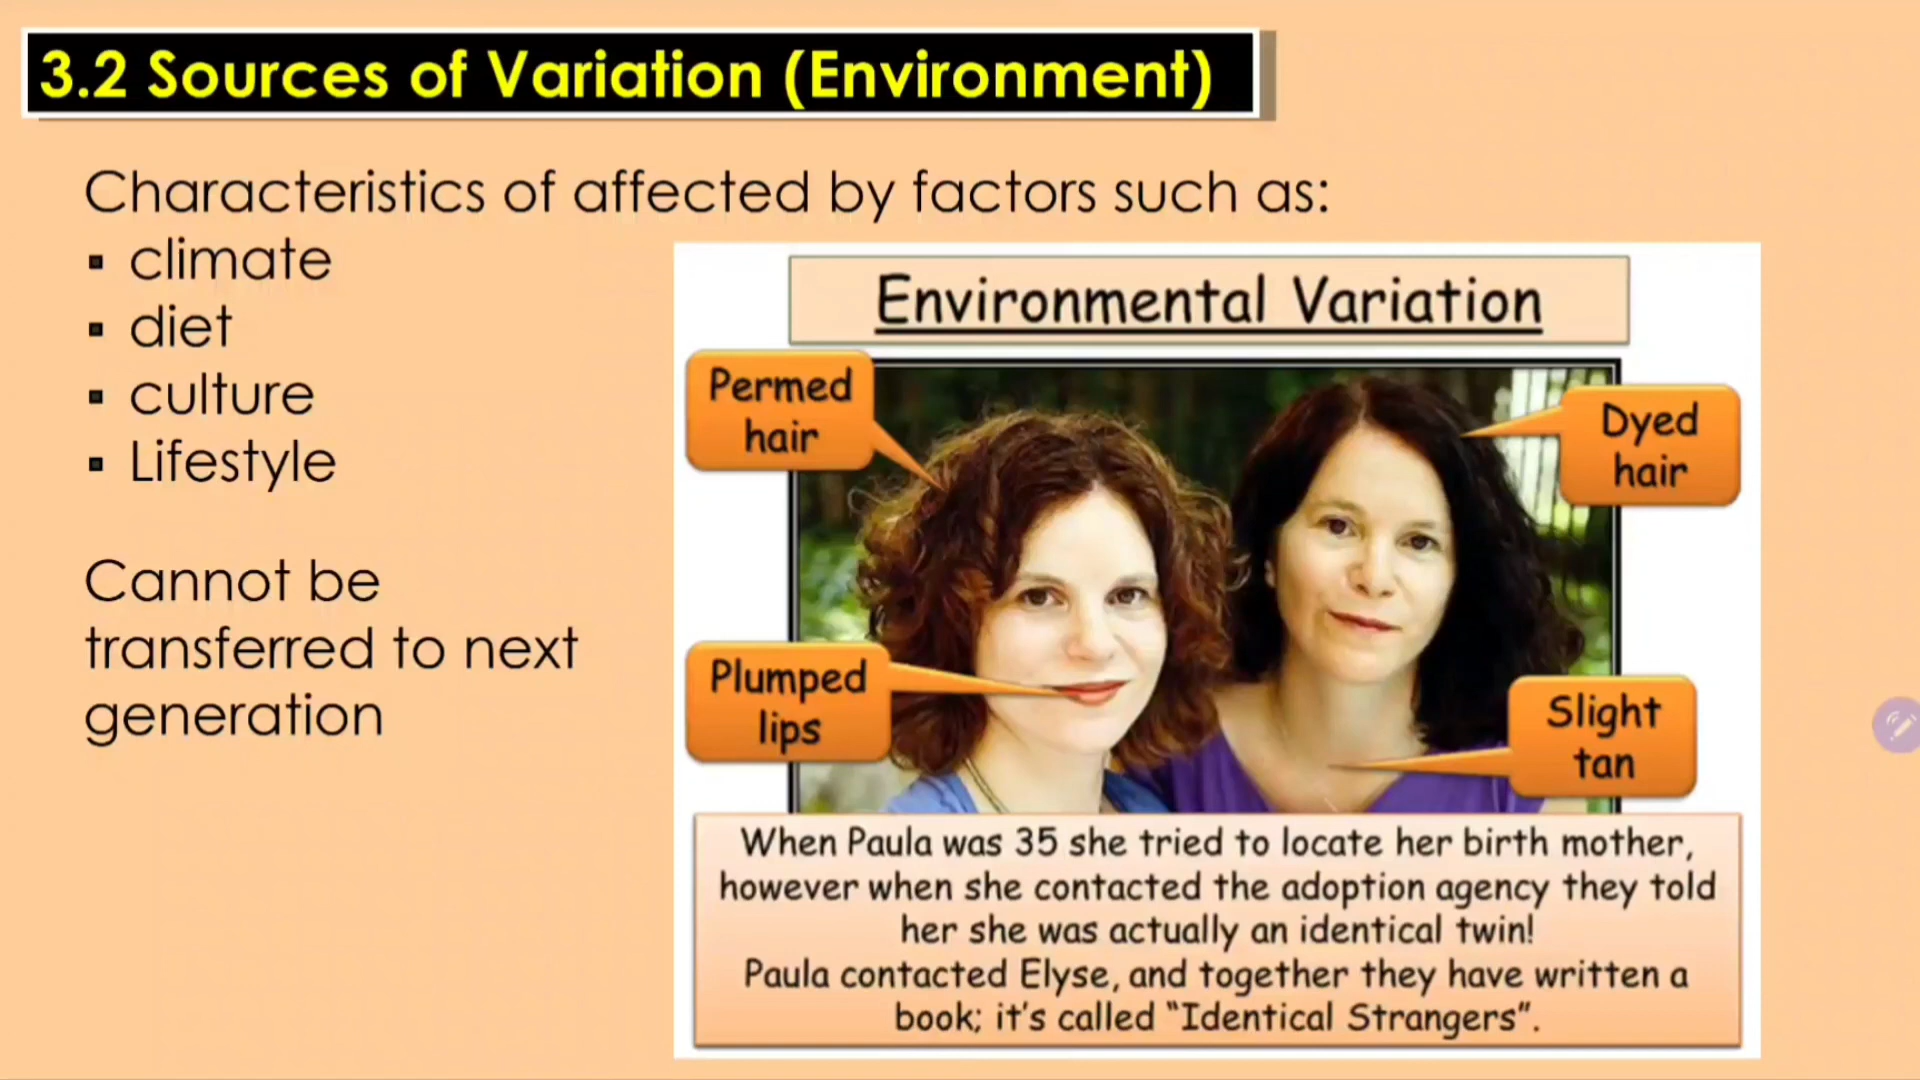 3.2 Sources of Variation (Environment)
Characteristics of affected by factors such as:
▪ climate
▪ diet
▪ culture
▪ Lifestyle
Cannot be
transferred to next
generation
Environmental Variation
Permed
hair
Dyed
hair
Plumped
lips
Slight
tan
When Paula was 35 she tried to locate her birth mother,
however when she contacted the adoption agency they told
her she was actually an identical twin!
Paula contacted Elyse, and together they have written a
book; it's called “Identical Strangers”.